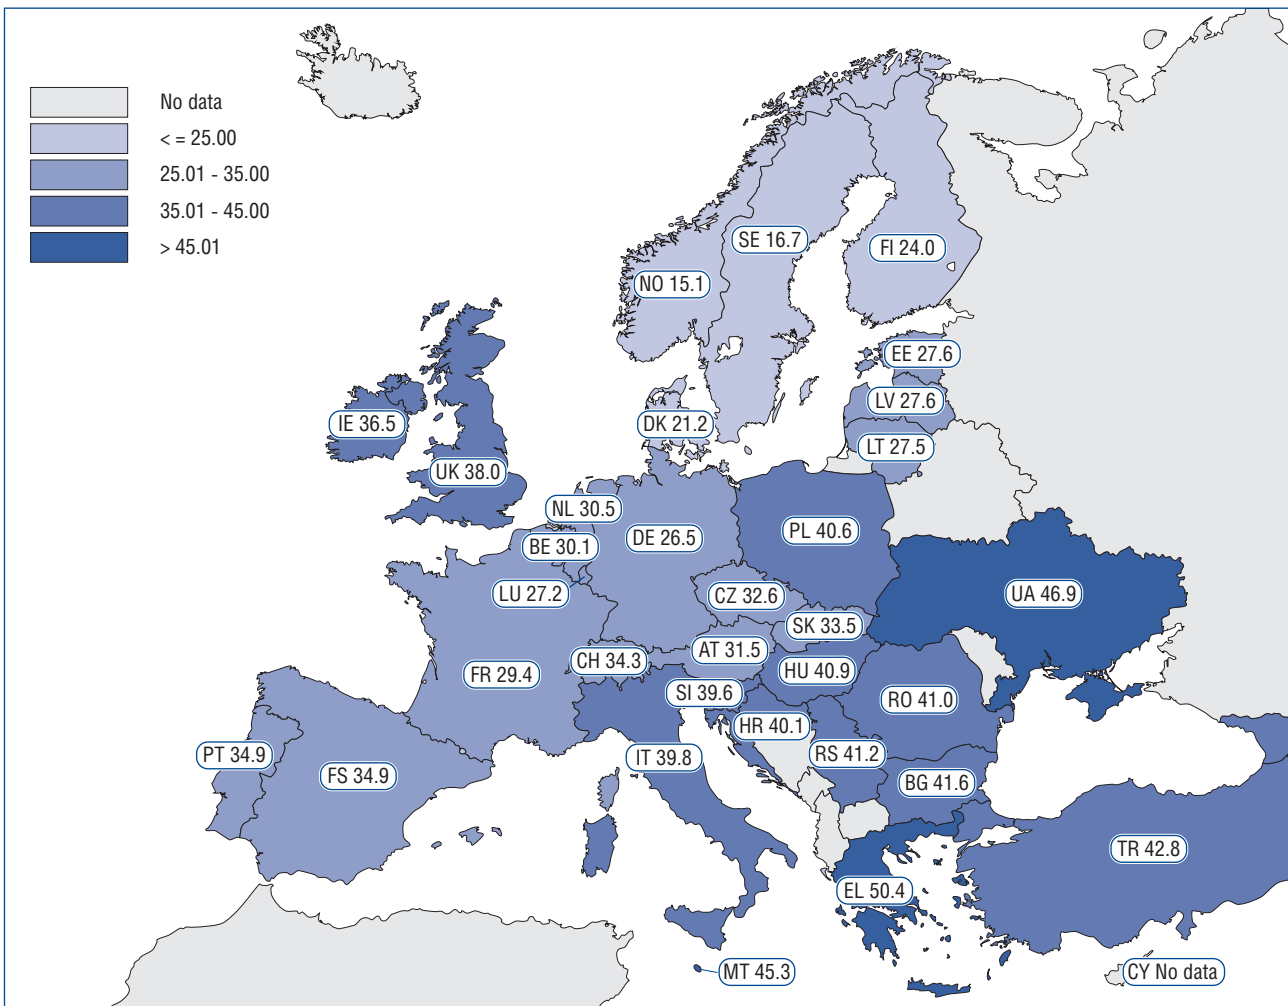 No data
< = 25.00
25.01 - 35.00
35.01 - 45.00
> 45.01
SE 16.7
FI 24.0
NO 15.1
EE 27.6
LV 27.6
IE 36.5
DK 21.2
LT 27.5
UK 38.0
NL 30.5
DE 26.5
PL 40.6
BE 30.1
LU 27.2
CZ 32.6
UA 46.9
SK 33.5
AT 31.5
CH 34.3
FR 29.4
HU 40.9
SI 39.6
RO 41.0
HR 40.1
PT 34.9
IT 39.8
RS 41.2
FS 34.9
BG 41.6
TR 42.8
EL 50.4
MT 45.3
CY No data